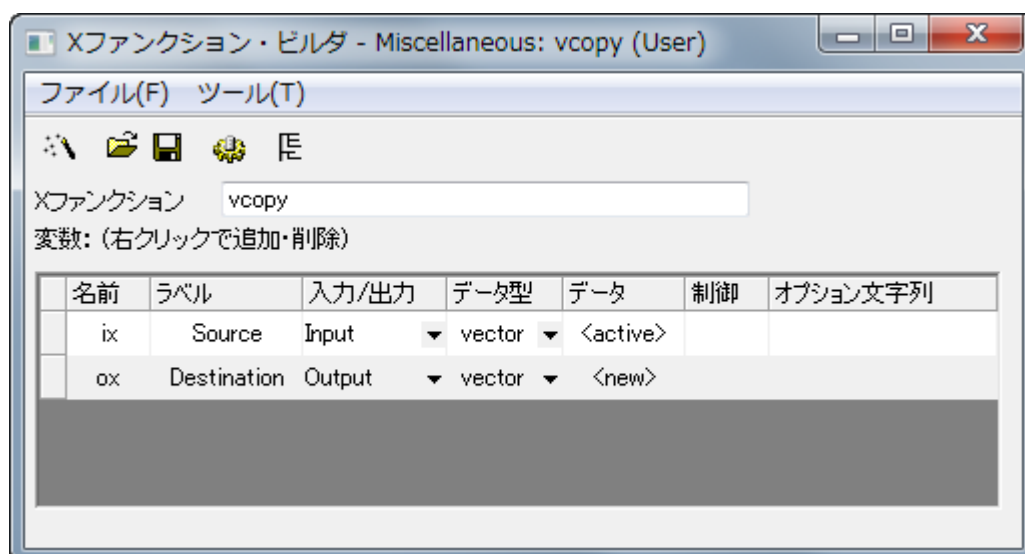 Xファンクション・ビルダ - Miscellaneous: vcopy (User)
ファイル(F) ツール(T)
Xファンクション vcopy
変数: (右クリックで追加・削除)
名前 ラベル 入力/出力 データ型 データ 制御 オプション文字列
ix Source Input vector <active>
ox Destination Output vector <new>